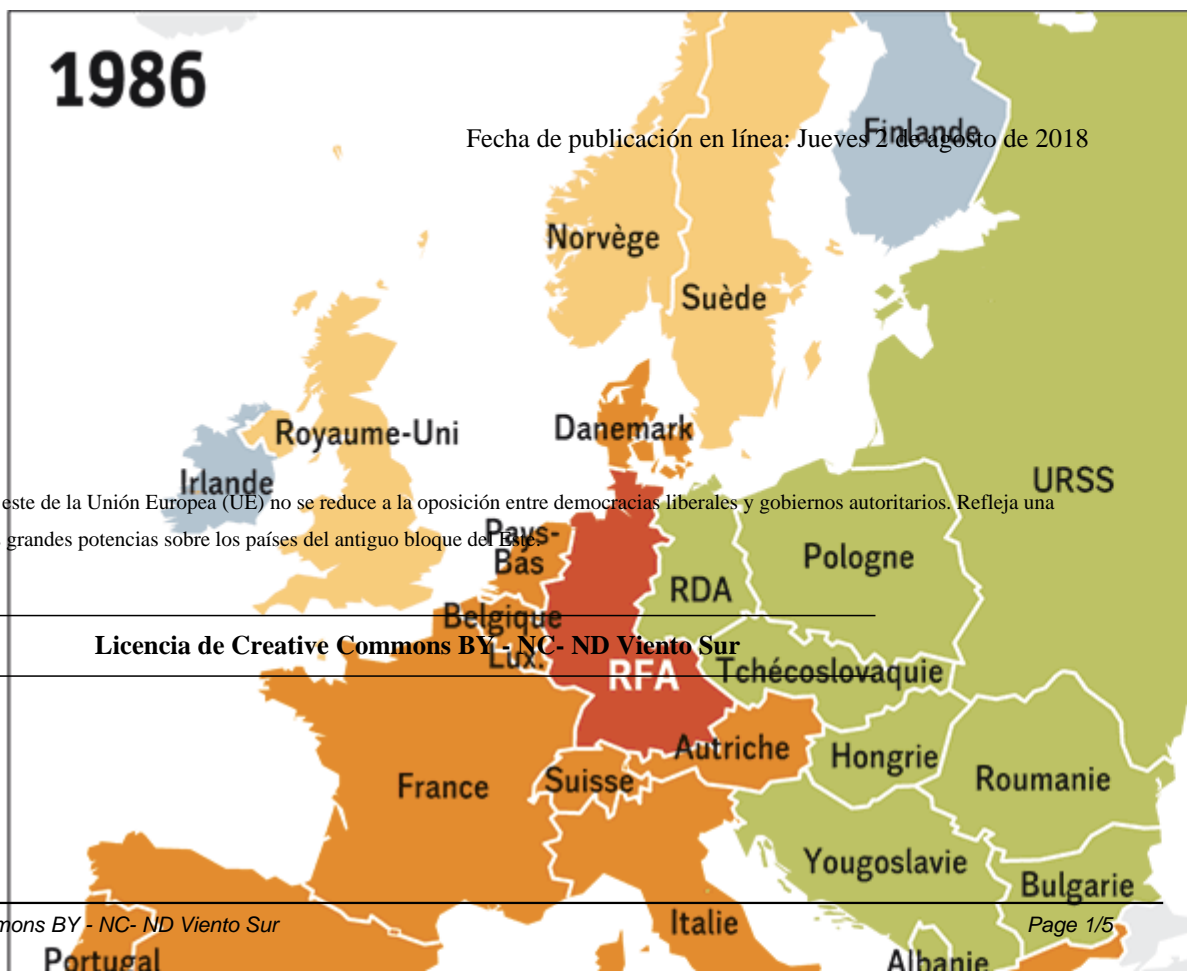 1986
Fecha de publicación en línea: Jueves 2 de agosto de 2018
Finlande
Norvège
Suède
Danemark
Royaume-Uni
Irlande
URSS
este de la Unión Europea (UE) no se reduce a la oposición entre democracias liberales y gobiernos autoritarios. Refleja una
grandes potencias sobre los países del antiguo bloque del Este.
Pays-
Bas
Pologne
RDA
Belgique
Licencia de Creative Commons BY - NC- ND Viento Sur
Lux.
RFA
Tchécoslovaquie
Autriche
Hongrie
France
Suisse
Roumanie
Yougoslavie
Bulgarie
Italie
BY - NC- ND Viento Sur
Page 1/5
Portugal
Albanie